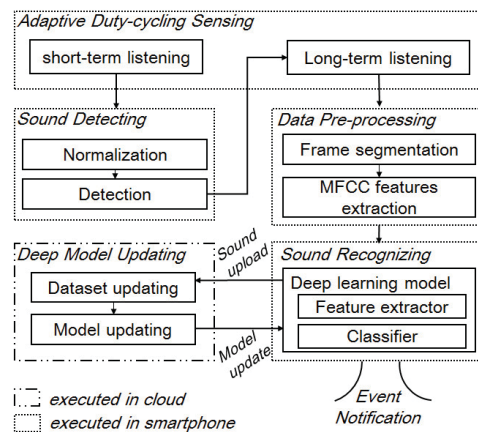 Adaptive Duty-cycling Sensing
short-term listening
Long-term listening
Sound Detecting
Normalization
Detection
Data Pre-processing
Frame segmentation
MFCC features
extraction
Deep Model Updating
Dataset updating
Model updating
Sound
upload
Model
update
Sound Recognizing
Deep learning model
Feature extractor
Classifier
Event
Notification
executed in cloud
executed in smartphone